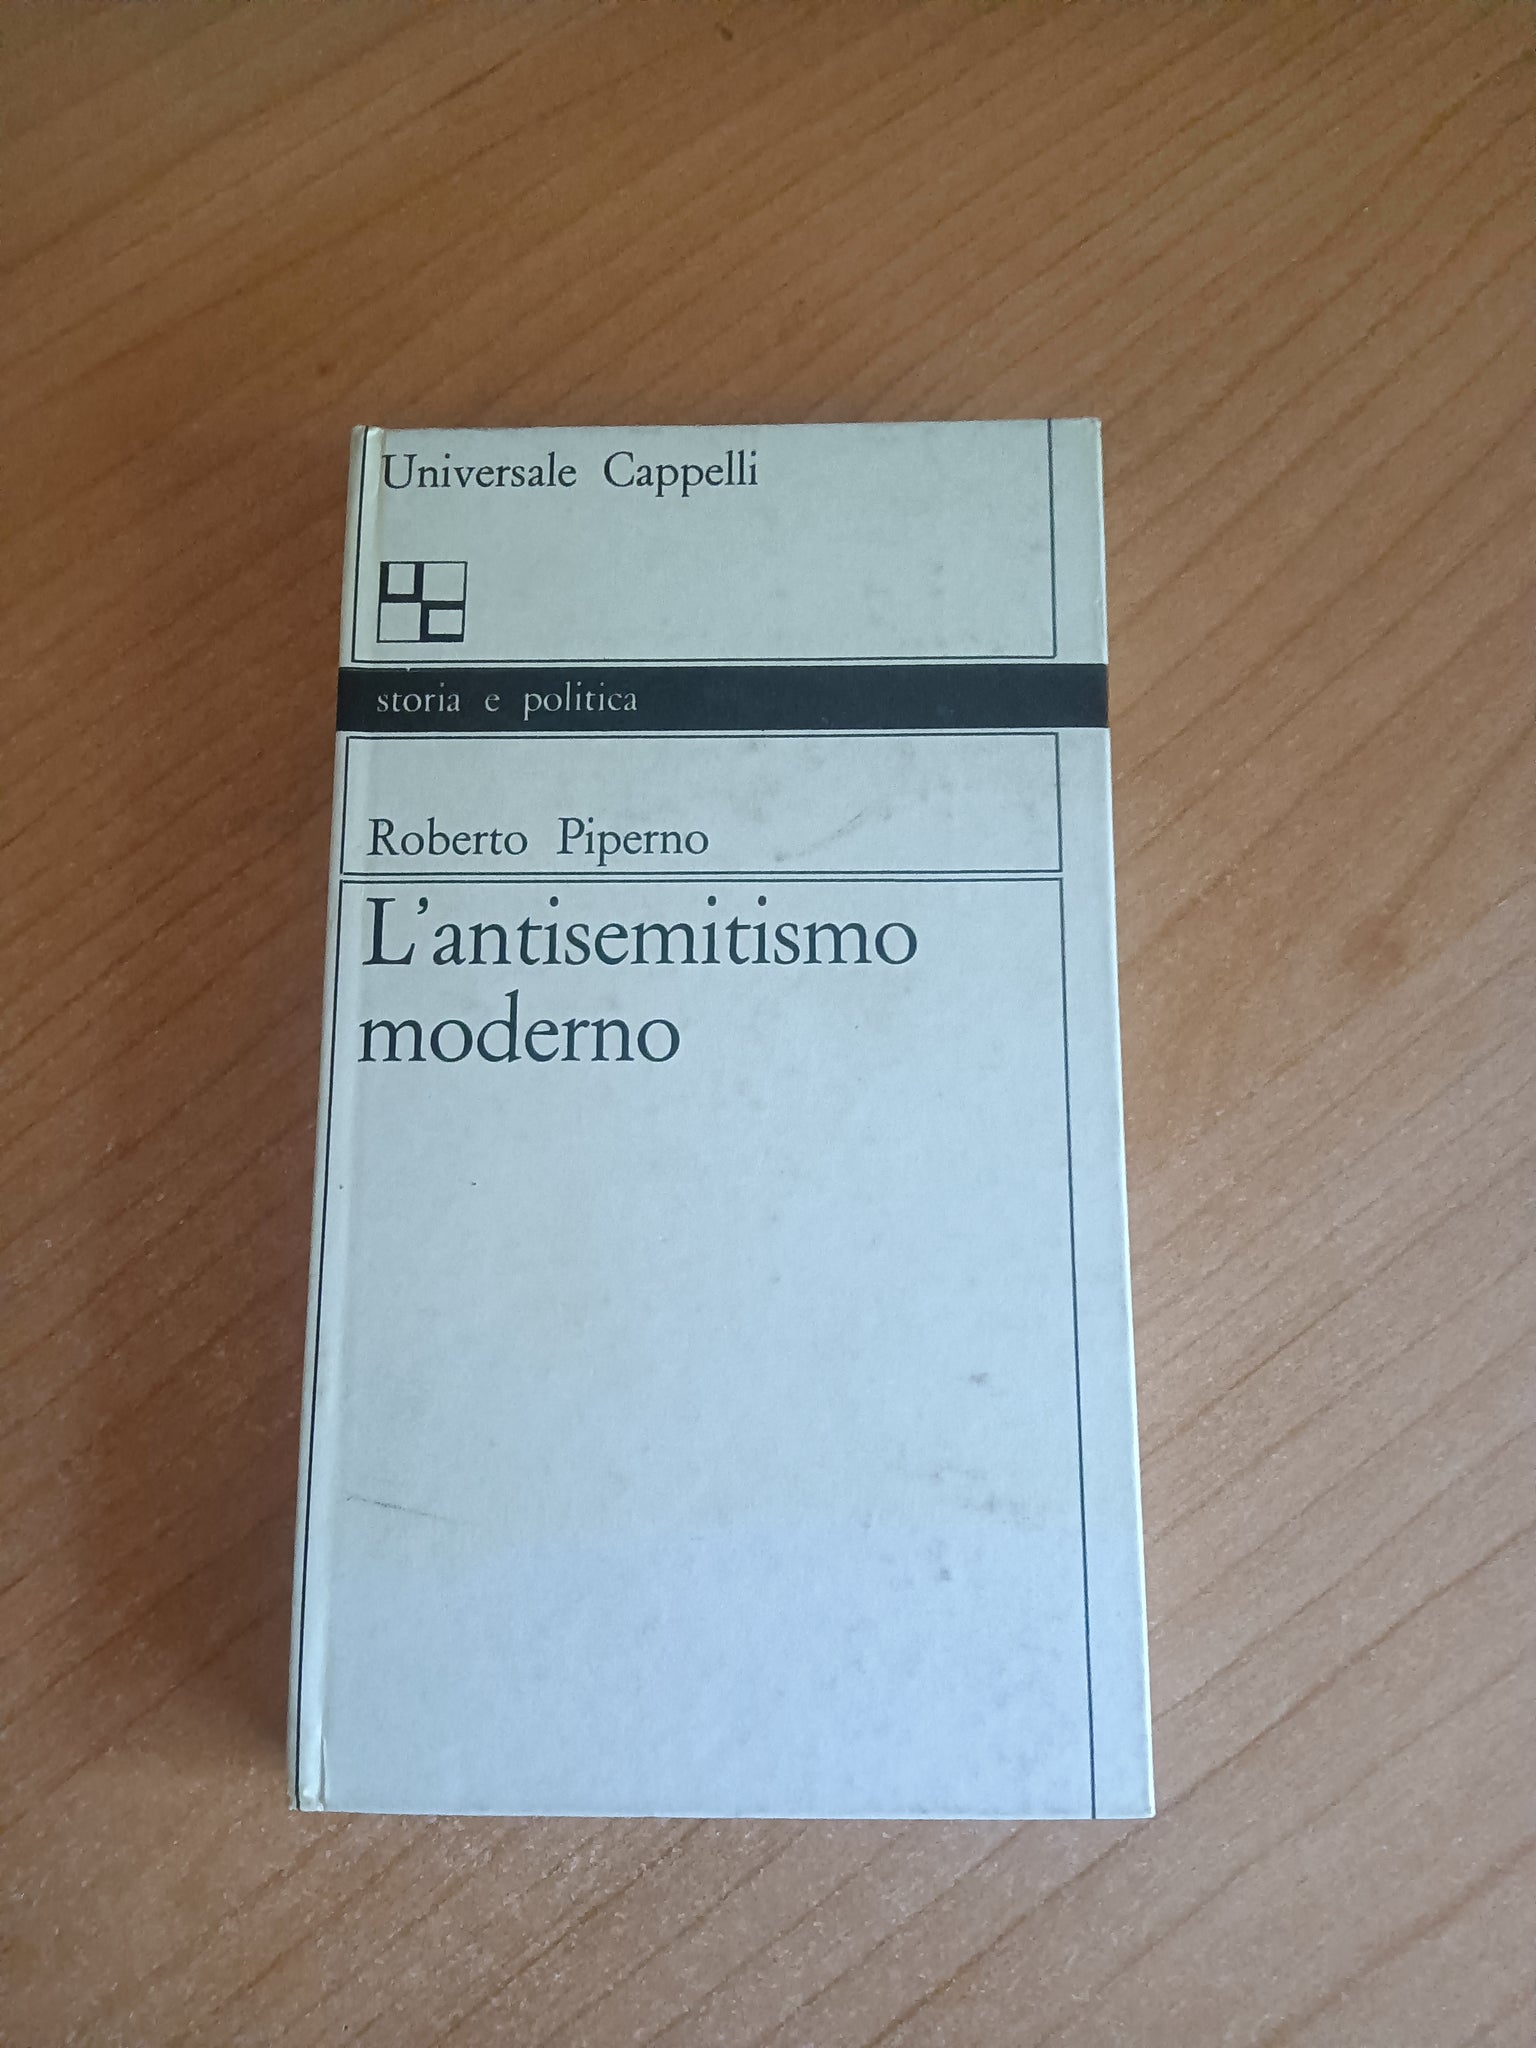 Universale Cappelli
storia e politica
Roberto Piperno
L'antisemitismo
moderno